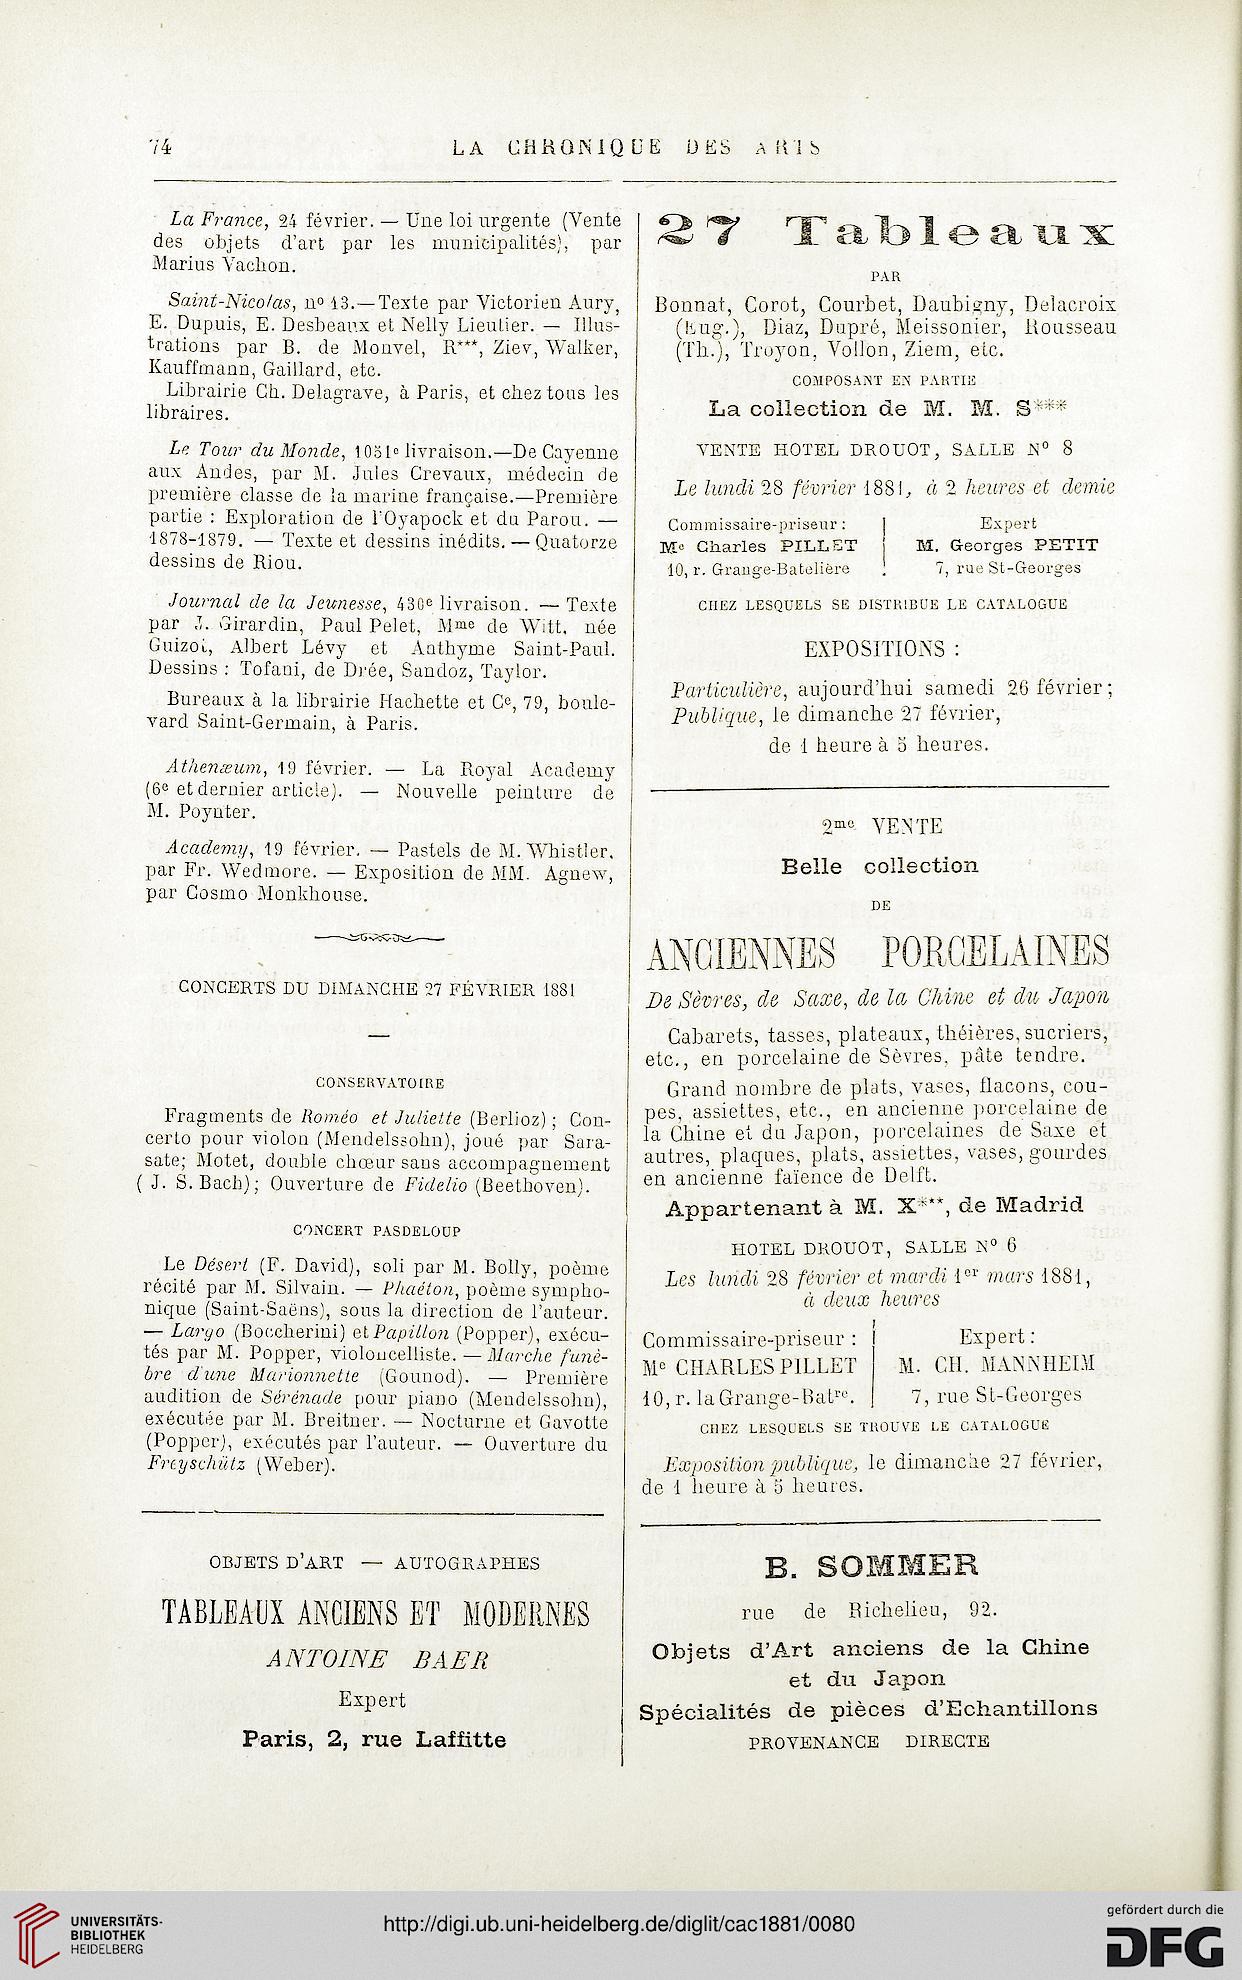 74
LA CHRONIQUE DES ARTS
La France, 24 février. — Une loi urgente (Vente
des objets d'art par les municipalités), par
Marius Vachon.
Saint-Nicolas, nº 13.—Texte par Victorien Aury,
E. Dupuis, E. Desbeaux et Nelly Lieutier. — Illus-
trations par B. de Monvel, R***, Ziev, Walker,
Kauffmann, Gaillard, etc.
Librairie Ch. Delagrave, à Paris, et chez tous les
libraires.
Le Tour du Monde, 1051e livraison.—De Cayenne
aux Andes, par M. Jules Crevaux, médecin de
première classe de la marine française.—Première
partie : Exploration de l'Oyapock et du Parou. —
1878-1879. — Texte et dessins inédits. — Quatorze
dessins de Riou.
Journal de la Jeunesse, 430e livraison. — Texte
par J. Girardin, Paul Pelet, Mme de Witt, née
Guizot, Albert Lévy et Anthyme Saint-Paul.
Dessins : Tofani, de Drée, Sandoz, Taylor.
Bureaux à la librairie Hachette et Ce, 79, boule-
vard Saint-Germain, à Paris.
Athenæum, 19 février. — La Royal Academy
(6e et dernier article). — Nouvelle peinture de
M. Poynter.
Academy, 19 février. — Pastels de M. Whistler,
par Fr. Wedmore. — Exposition de MM. Agnew,
par Cosmo Monkhouse.
CONCERTS DU DIMANCHE 27 FÉVRIER 1881
—
CONSERVATOIRE
Fragments de Roméo et Juliette (Berlioz) ; Con-
certo pour violon (Mendelssohn), joué par Sara-
sate; Motet, double chœur sans accompagnement
( J. S. Bach); Ouverture de Fidelio (Beethoven).
CONCERT PASDELOUP
Le Désert (F. David), soli par M. Bolly, poème
récité par M. Silvain. — Phaéton, poème sympho-
nique (Saint-Saëns), sous la direction de l'auteur.
— Largo (Boccherini) et Papillon (Popper), exécu-
tés par M. Popper, violoncelliste. — Marche funè-
bre d'une Marionnette (Gounod). — Première
audition de Sérénade pour piano (Mendelssohn),
exécutée par M. Breitner. — Nocturne et Gavotte
(Popper), exécutés par l'auteur. — Ouverture du
Freyschütz (Weber).
OBJETS D'ART — AUTOGRAPHES
TABLEAUX ANCIENS ET MODERNES
ANTOINE BAER
Expert
Paris, 2, rue Laffitte
27 Tableaux
PAR
Bonnat, Corot, Courbet, Daubigny, Delacroix
(Eug.), Diaz, Dupré, Meissonier, Rousseau
(Th.), Troyon, Vollon, Ziem, etc.
COMPOSANT EN PARTIE
La collection de M. M. S***
VENTE HOTEL DROUOT, SALLE Nº 8
Le lundi 28 février 1881, à 2 heures et demie
Commissaire-priseur :
Me Charles PILLET
10, r. Grange-Batelière
Expert
M. Georges PETIT
7, rue St-Georges
CHEZ LESQUELS SE DISTRIBUE LE CATALOGUE
EXPOSITIONS :
Particulière, aujourd'hui samedi 26 février;
Publique, le dimanche 27 février,
de 1 heure à 5 heures.
2me VENTE
Belle collection
DE
ANCIENNES PORCELAINES
De Sèvres, de Saxe, de la Chine et du Japon
Cabarets, tasses, plateaux, théières, sucriers,
etc., en porcelaine de Sèvres, pâte tendre.
Grand nombre de plats, vases, flacons, cou-
pes, assiettes, etc., en ancienne porcelaine de
la Chine et du Japon, porcelaines de Saxe et
autres, plaques, plats, assiettes, vases, gourdes
en ancienne faïence de Delft.
Appartenant à M. X***, de Madrid
HOTEL DROUOT, SALLE Nº 6
Les lundi 28 février et mardi 1er mars 1881,
à deux heures
Commissaire-priseur :
Me CHARLES PILLET
10, r. la Grange-Batre.
Expert :
M. CH. MANNHEIM
7, rue St-Georges
CHEZ LESQUELS SE TROUVE LE CATALOGUE
Exposition publique, le dimanche 27 février,
de 1 heure à 5 heures.
B. SOMMER
rue de Richelieu, 92.
Objets d'Art anciens de la Chine
et du Japon
Spécialités de pièces d'Echantillons
PROVENANCE DIRECTE
UNIVERSITÄTS-
BIBLIOTHEK
HEIDELBERG
http://digi.ub.uni-heidelberg.de/diglit/cac1881/0080
gefördert durch die
DFG